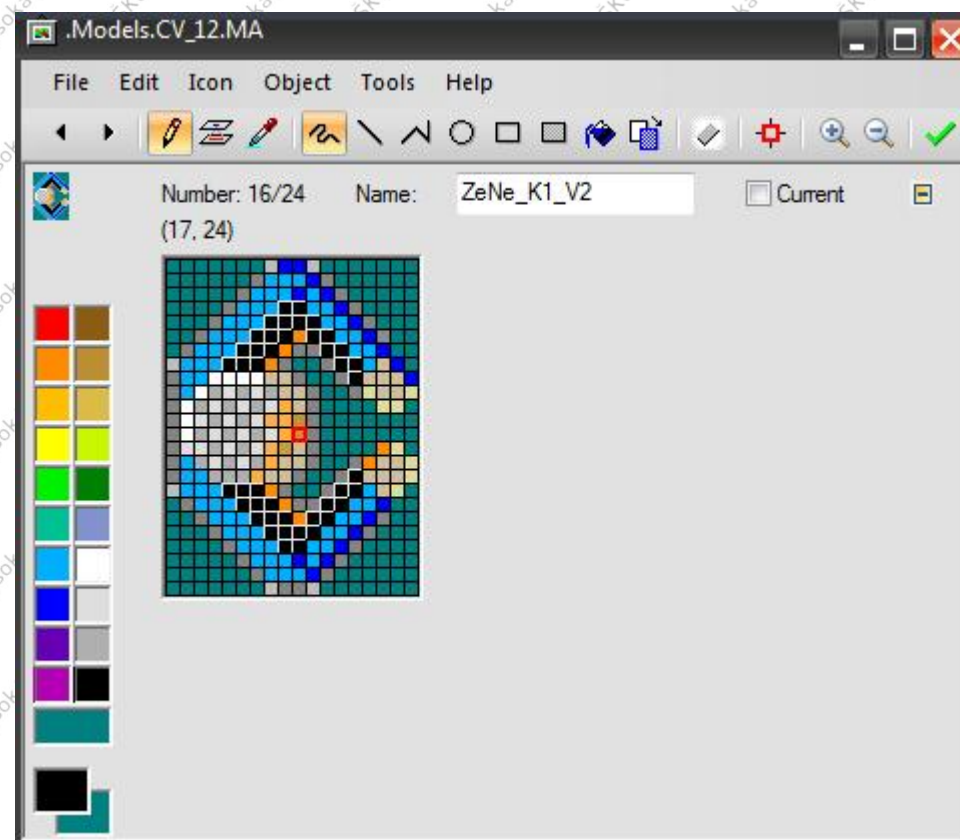 .Models.CV_12.MA
File Edit Icon Object Tools Help
Number: 16/24 Name: ZeNe_K1_V2 Current
(17, 24)